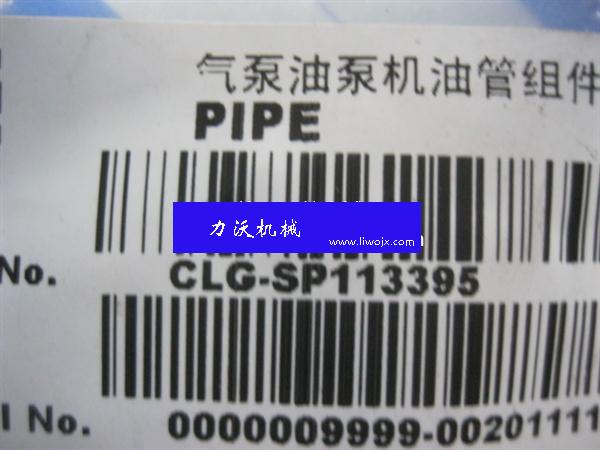 气泵油泵机油管组件
PIPE
力沃机械
www.liwojx.com
No.
CLG-SP113395
l No.
0000009999-00201111